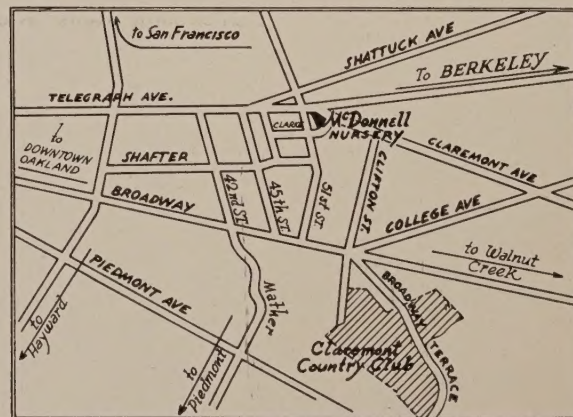 to San Francisco
SHATTUCK AVE
To BERKELEY
TELEGRAPH AVE.
CLARKE
McDonnell
NURSERY
to
DOWNTOWN
OAKLAND
SHAFTER
CLAREMONT AVE
BROADWAY
42nd ST.
45th ST.
51st ST.
CLIFTON ST.
COLLEGE AVE
to Walnut
Creek
PIEDMONT AVE
Mather
BROADWAY
TERRACE
to
Hayward
to
Piedmont
Claremont
Country Club